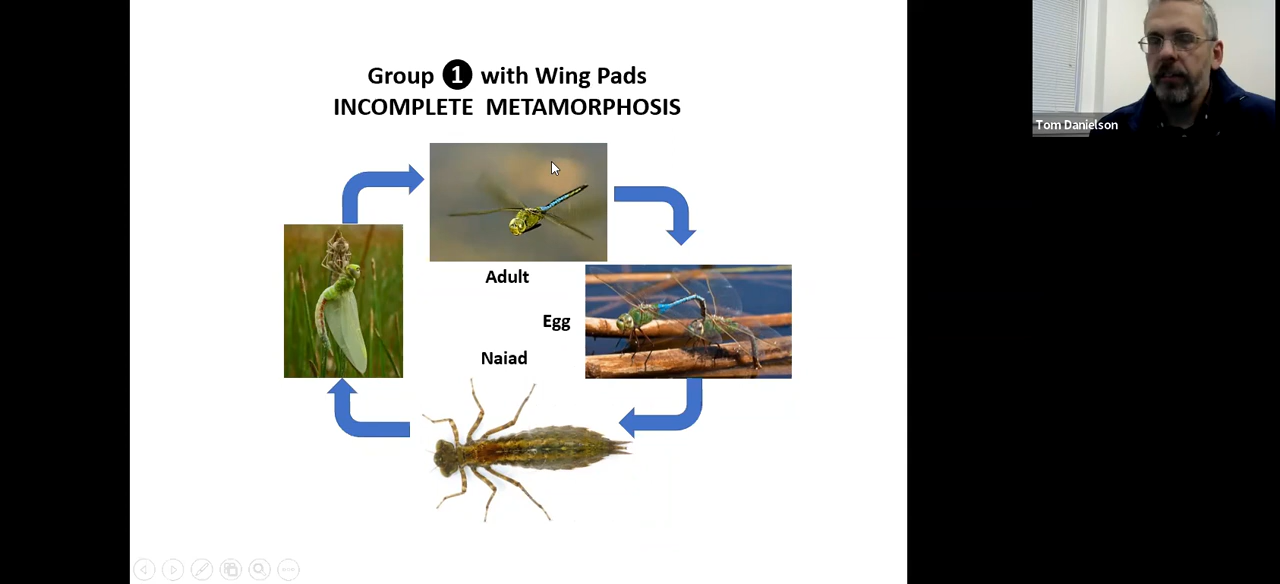 Group 1 with Wing Pads
INCOMPLETE METAMORPHOSIS
Adult
Egg
Naiad
Tom Danielson